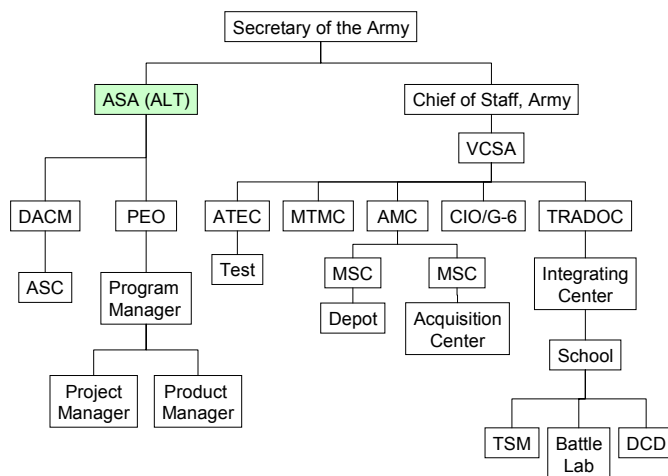 Secretary of the Army
ASA (ALT)
Chief of Staff, Army
VCSA
DACM
PEO
ATEC
MTMC
AMC
CIO/G-6
TRADOC
ASC
Program
Manager
Test
MSC
MSC
Integrating
Center
Depot
Acquisition
Center
School
Project
Manager
Product
Manager
TSM
Battle
Lab
DCD